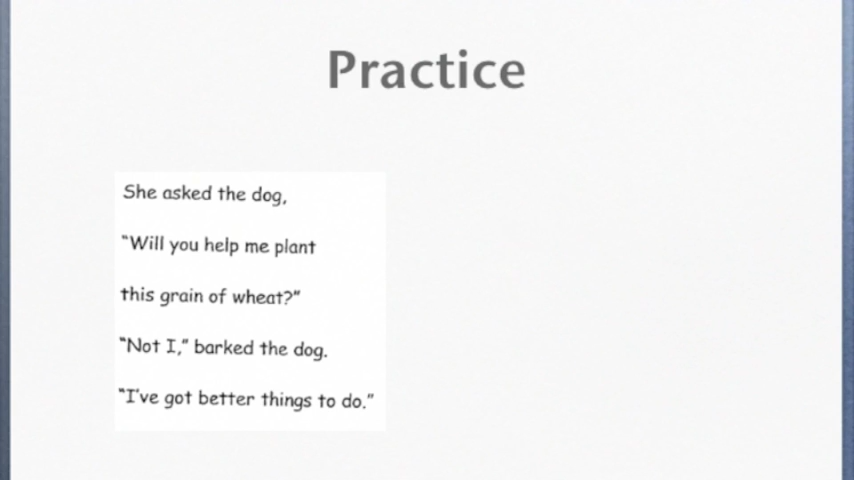 Practice
She asked the dog,
"Will you help me plant
this grain of wheat?"
"Not I," barked the dog.
"I've got better things to do."